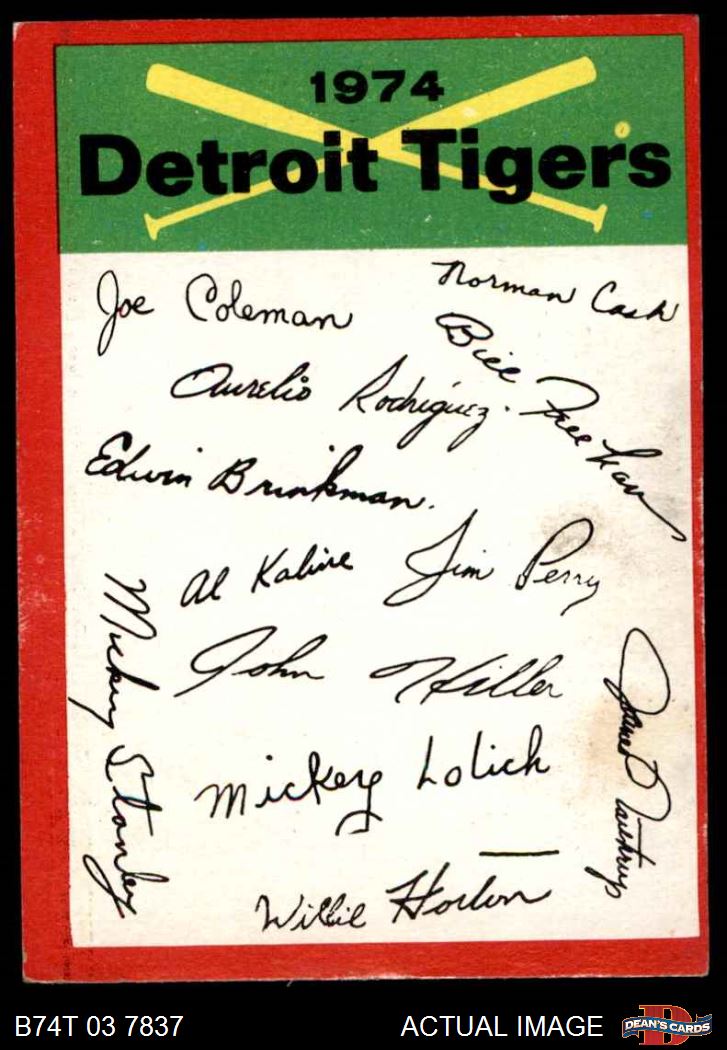 1974
Detroit Tigers
Joe Coleman
Norman Cash
Bill Freehan
Aurelio Rodriguez.
Edwin Brinkman.
Al Kaline
Jim Perry
Mickey Stanley
John Hiller
James
Mickey Lolich
Willie Horton
B74T 03 7837
ACTUAL IMAGE
DEAN'S CARDS